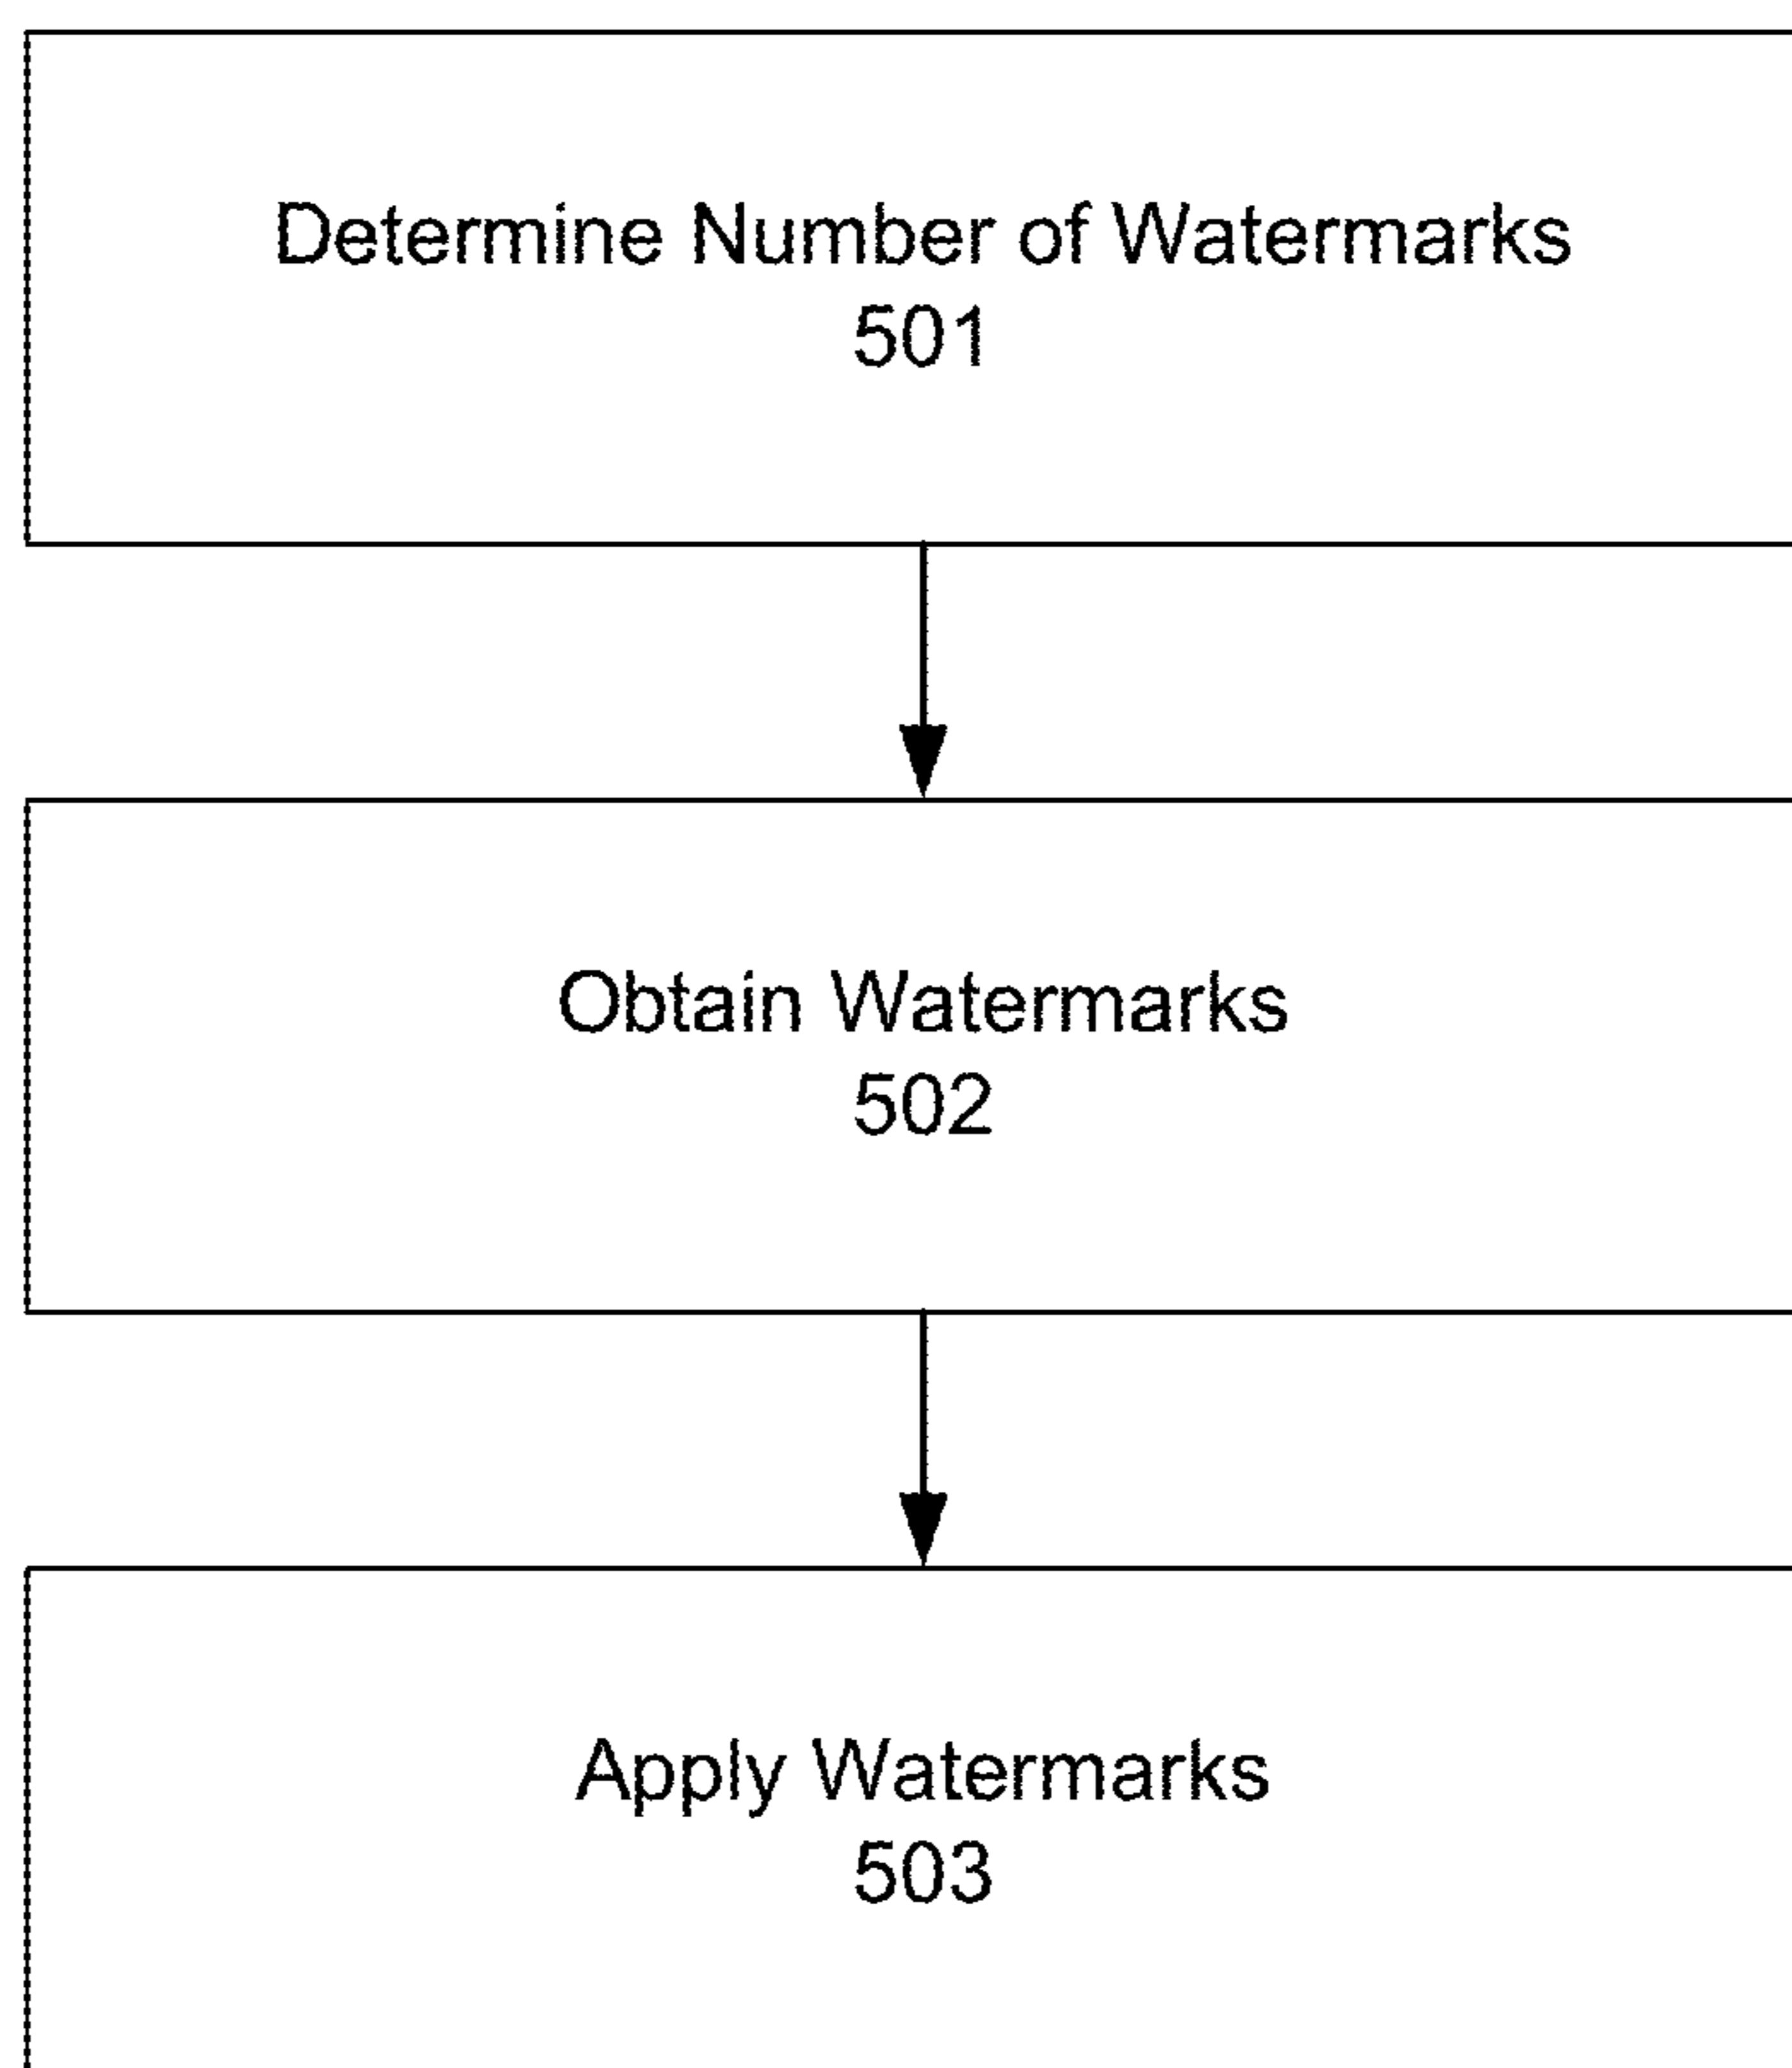 Determine Number of Watermarks
501
Obtain Watermarks
502
Apply Watermarks
503